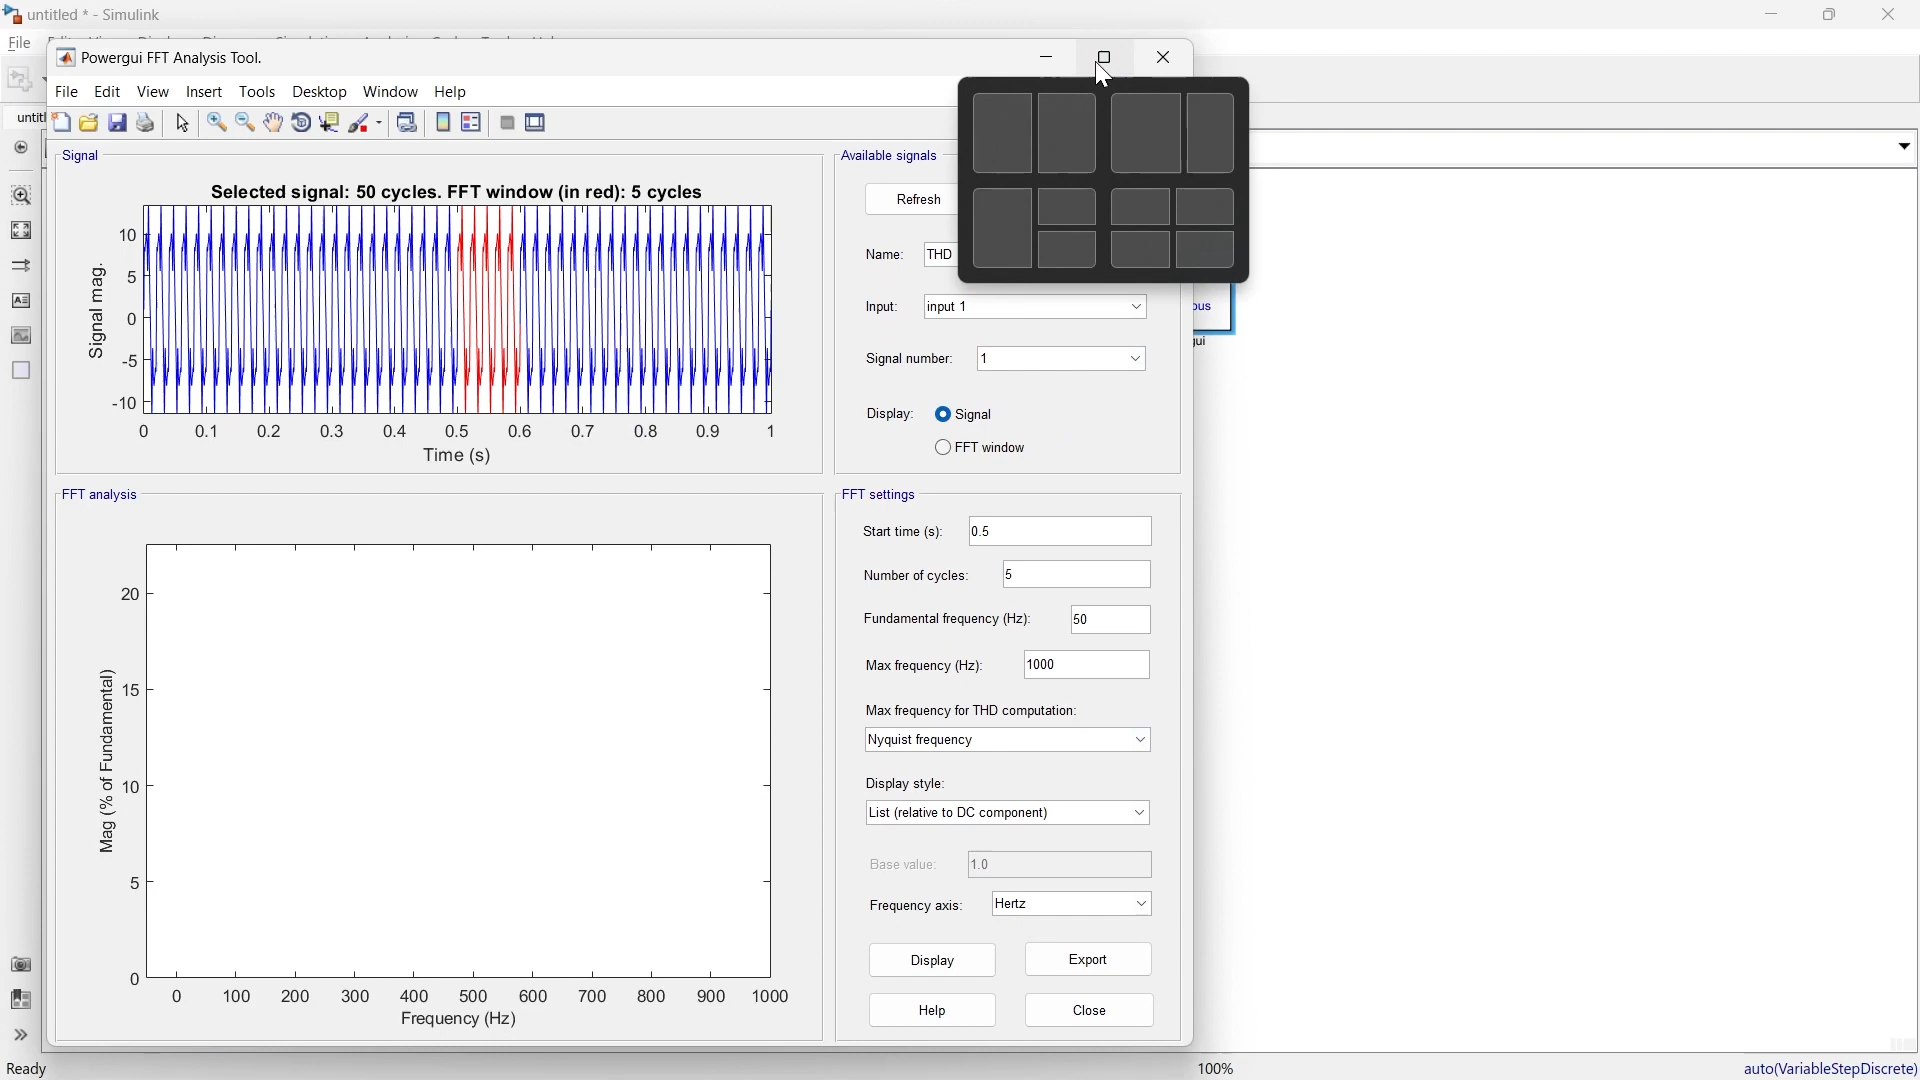 untitled * - Simulink
File
Powergui FFT Analysis Tool.
File Edit View Insert Tools Desktop Window Help
Signal
Selected signal: 50 cycles. FFT window (in red): 5 cycles
Signal mag.
10
5
0
-5
-10
0 0.1 0.2 0.3 0.4 0.5 0.6 0.7 0.8 0.9 1
Time (s)
Available signals
Refresh
Name: THD
Input: input 1
Signal number: 1
Display: Signal
FFT window
FFT analysis
Mag (% of Fundamental)
20
15
10
5
0
0 100 200 300 400 500 600 700 800 900 1000
Frequency (Hz)
FFT settings
Start time (s): 0.5
Number of cycles: 5
Fundamental frequency (Hz): 50
Max frequency (Hz): 1000
Max frequency for THD computation:
Nyquist frequency
Display style:
List (relative to DC component)
Base value: 1.0
Frequency axis: Hertz
Display Export
Help Close
Ready
100%
auto(VariableStepDiscrete)